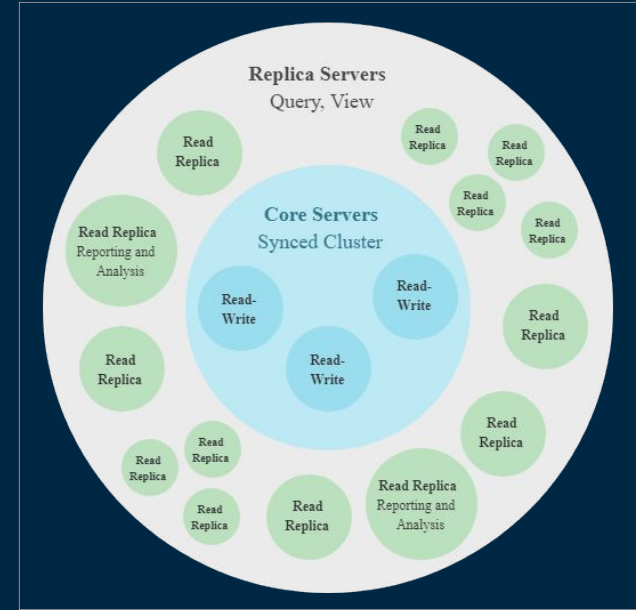 Replica Servers
Query, View
Read
Replica
Read
Replica
Read
Replica
Read
Replica
Read
Replica
Read Replica
Reporting and
Analysis
Core Servers
Synced Cluster
Read-
Write
Read-
Write
Read-
Write
Read
Replica
Read
Replica
Read
Replica
Read
Replica
Read
Replica
Read
Replica
Read
Replica
Read Replica
Reporting and
Analysis